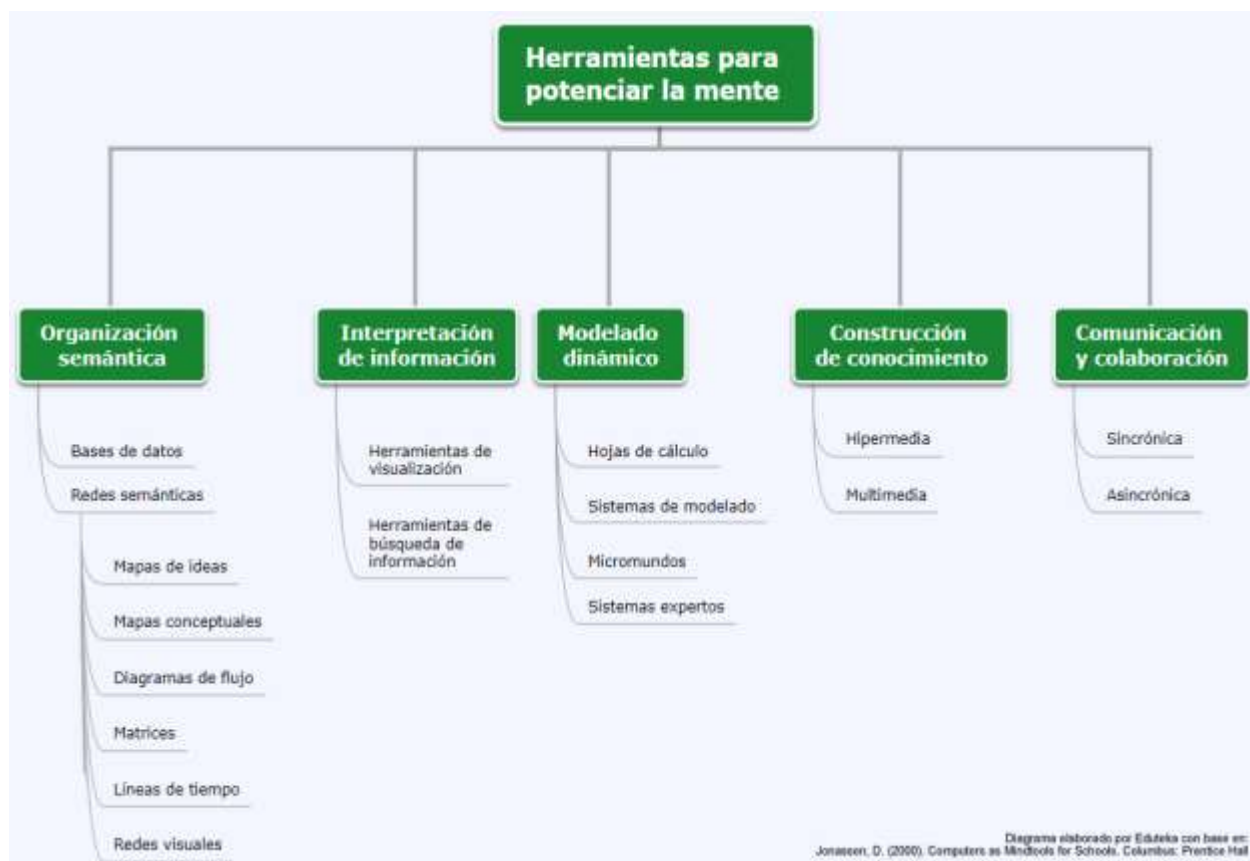 Herramientas para
potenciar la mente
Organización
semántica
Bases de datos
Redes semánticas
Mapas de ideas
Mapas conceptuales
Diagramas de flujo
Matrices
Líneas de tiempo
Redes visuales
Interpretación
de información
Herramientas de
visualización
Herramientas de
búsqueda de
información
Modelado
dinámico
Hojas de cálculo
Sistemas de modelado
Micromundos
Sistemas expertos
Construcción
de conocimiento
Hipermedia
Multimedia
Comunicación
y colaboración
Sincrónica
Asincrónica
Diagrama elaborado por Eduteka con base en:
Jonassen, D. (2000). Computers as Mindtools for Schools. Columbus: Prentice Hall